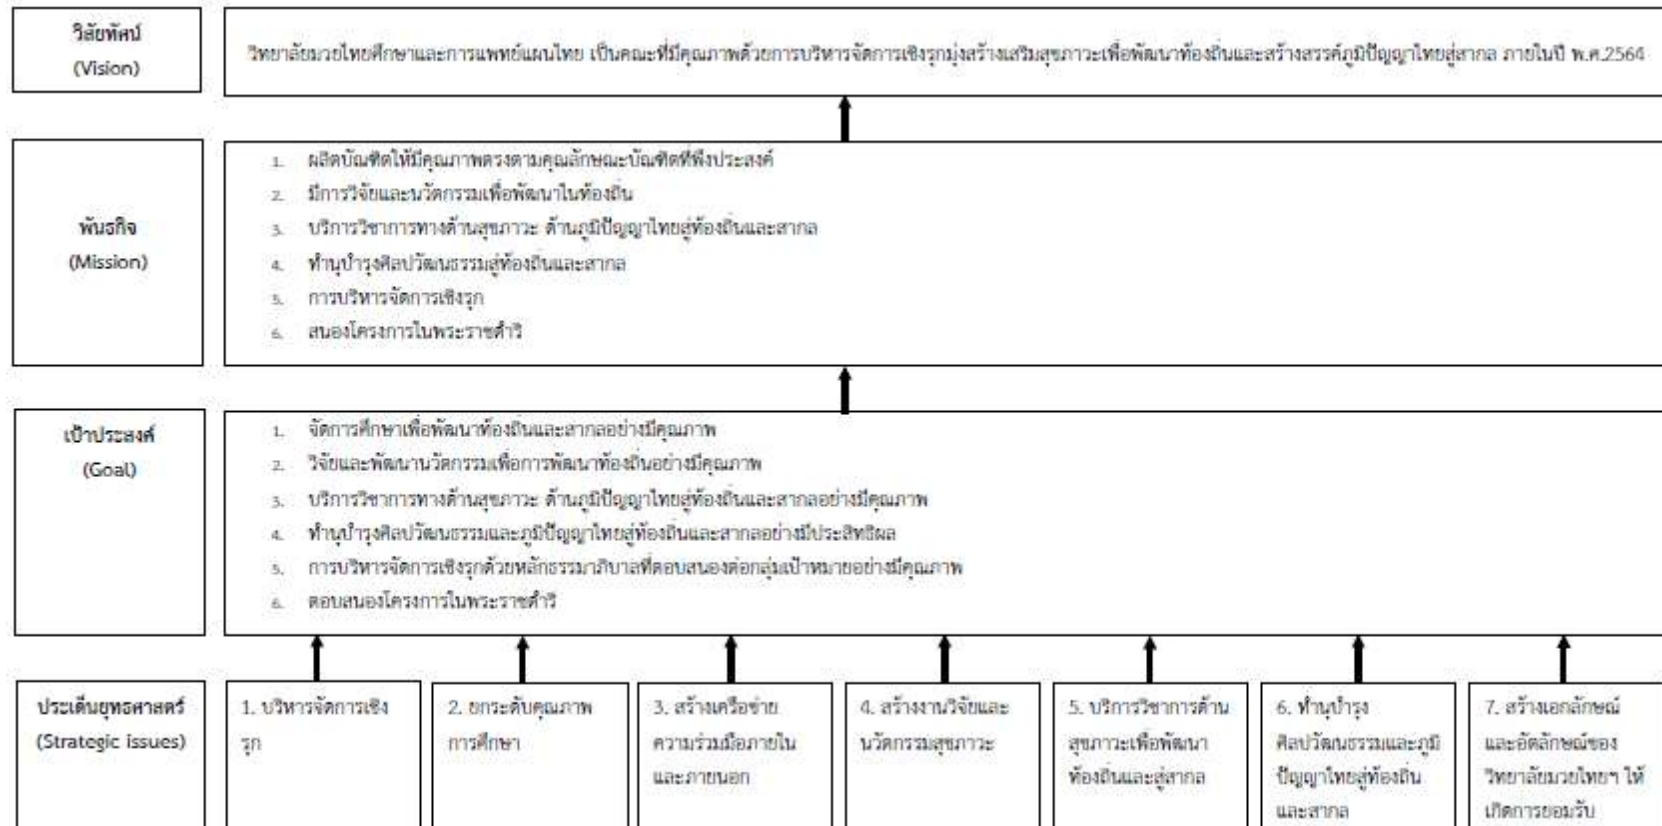 วิสัยทัศน์
(Vision)
วิทยาลัยมวยไทยศึกษาและการแพทย์แผนไทย เป็นคณะที่มีคุณภาพด้วยการบริหารจัดการเชิงรุกมุ่งสร้างเสริมสุขภาวะเพื่อพัฒนาท้องถิ่นและสร้างสรรค์ภูมิปัญญาไทยสู่สากล ภายในปี พ.ศ.2564
พันธกิจ
(Mission)
1. ผลิตบัณฑิตให้มีคุณภาพตรงตามคุณลักษณะบัณฑิตที่พึงประสงค์
2. มีการวิจัยและนวัตกรรมเพื่อพัฒนาในท้องถิ่น
3. บริการวิชาการทางด้านสุขภาวะ ด้านภูมิปัญญาไทยสู่ท้องถิ่นและสากล
4. ทำนุบำรุงศิลปวัฒนธรรมสู่ท้องถิ่นและสากล
5. การบริหารจัดการเชิงรุก
6. สนองโครงการในพระราชดำริ
เป้าประสงค์
(Goal)
1. จัดการศึกษาเพื่อพัฒนาท้องถิ่นและสากลอย่างมีคุณภาพ
2. วิจัยและพัฒนานวัตกรรมเพื่อการพัฒนาท้องถิ่นอย่างมีคุณภาพ
3. บริการวิชาการทางด้านสุขภาวะ ด้านภูมิปัญญาไทยสู่ท้องถิ่นและสากลอย่างมีคุณภาพ
4. ทำนุบำรุงศิลปวัฒนธรรมและภูมิปัญญาไทยสู่ท้องถิ่นและสากลอย่างมีประสิทธิผล
5. การบริหารจัดการเชิงรุกด้วยหลักธรรมาภิบาลที่ตอบสนองต่อกลุ่มเป้าหมายอย่างมีคุณภาพ
6. ตอบสนองโครงการในพระราชดำริ
ประเด็นยุทธศาสตร์
(Strategic issues)
1. บริหารจัดการเชิง
รุก
2. ยกระดับคุณภาพ
การศึกษา
3. สร้างเครือข่าย
ความร่วมมือภายใน
และภายนอก
4. สร้างงานวิจัยและ
นวัตกรรมสุขภาวะ
5. บริการวิชาการด้าน
สุขภาวะเพื่อพัฒนา
ท้องถิ่นและสู่สากล
6. ทำนุบำรุง
ศิลปวัฒนธรรมและภูมิ
ปัญญาไทยสู่ท้องถิ่น
และสากล
7. สร้างเอกลักษณ์
และอัตลักษณ์ของ
วิทยาลัยมวยไทยฯ ให้
เกิดการยอมรับ